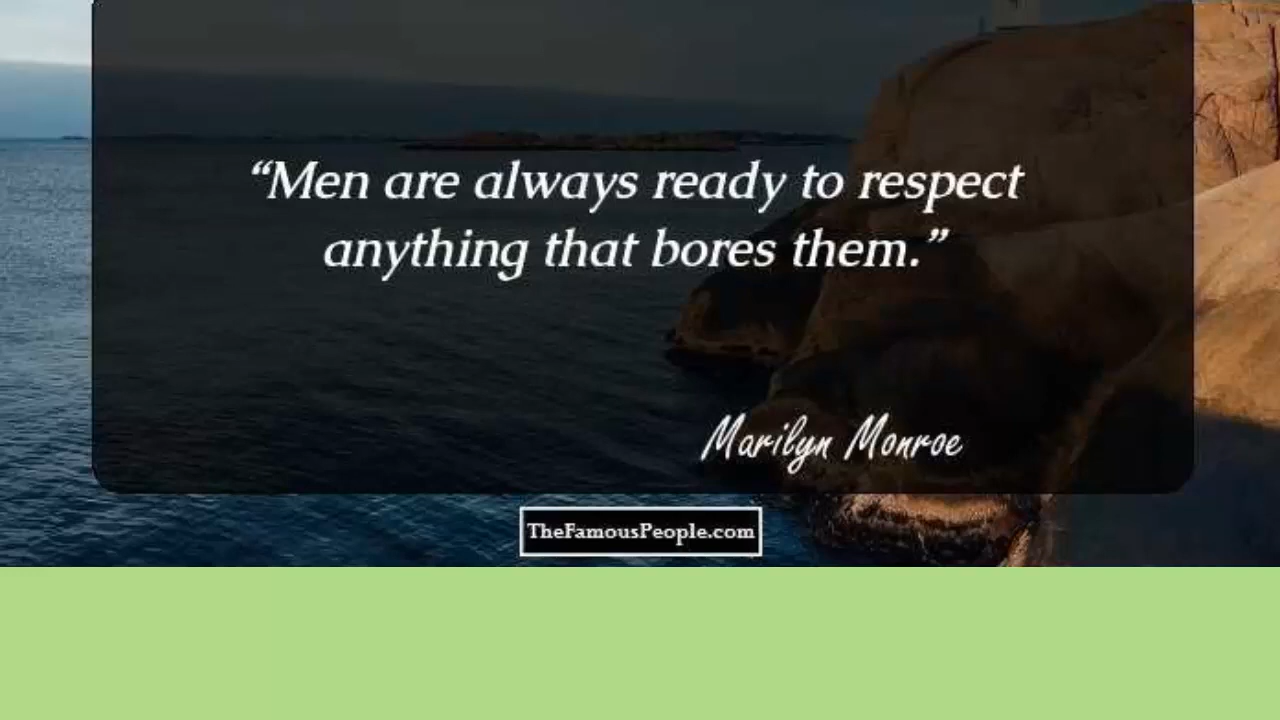 “Men are always ready to respect
anything that bores them.”
Marilyn Monroe
TheFamousPeople.com